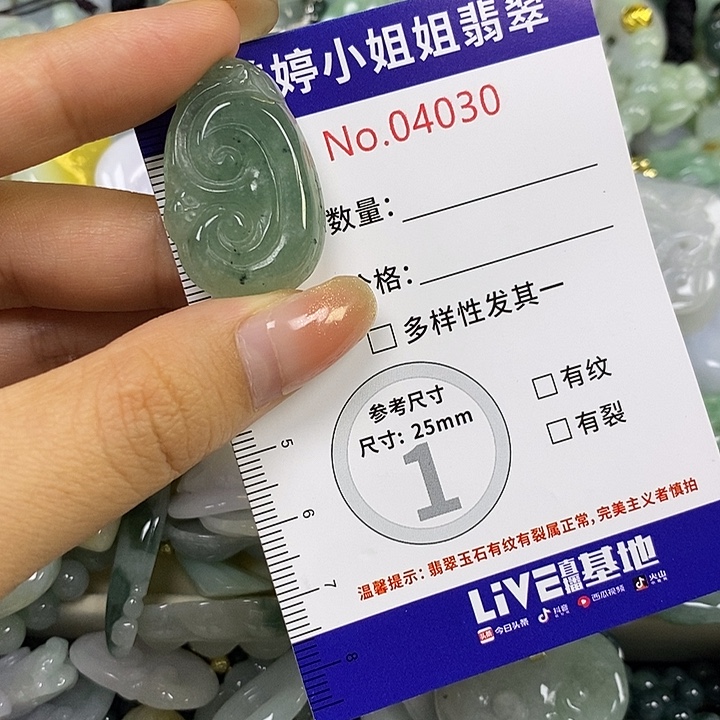 婷小姐姐翡翠
No.04030
数量：
格：
□ 多样性发其一
□ 有纹
□ 有裂
参考尺寸
尺寸: 25mm
1
5
6
7
8
温馨提示：翡翠玉石有纹有裂属正常，完美主义者慎拍
LIVE直播基地
头条 今日头条 抖音 西瓜视频 火山